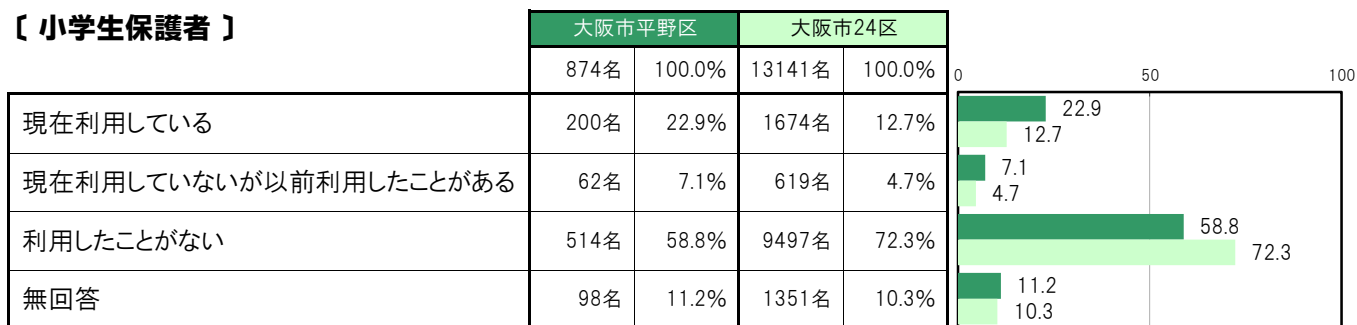 〔 小学生保護者 〕
大阪市平野区 大阪市24区
874名 100.0% 13141名 100.0%
0 50 100
現在利用している 200名 22.9% 1674名 12.7%
22.9
12.7
現在利用していないが以前利用したことがある 62名 7.1% 619名 4.7%
7.1
4.7
利用したことがない 514名 58.8% 9497名 72.3%
58.8
72.3
無回答 98名 11.2% 1351名 10.3%
11.2
10.3